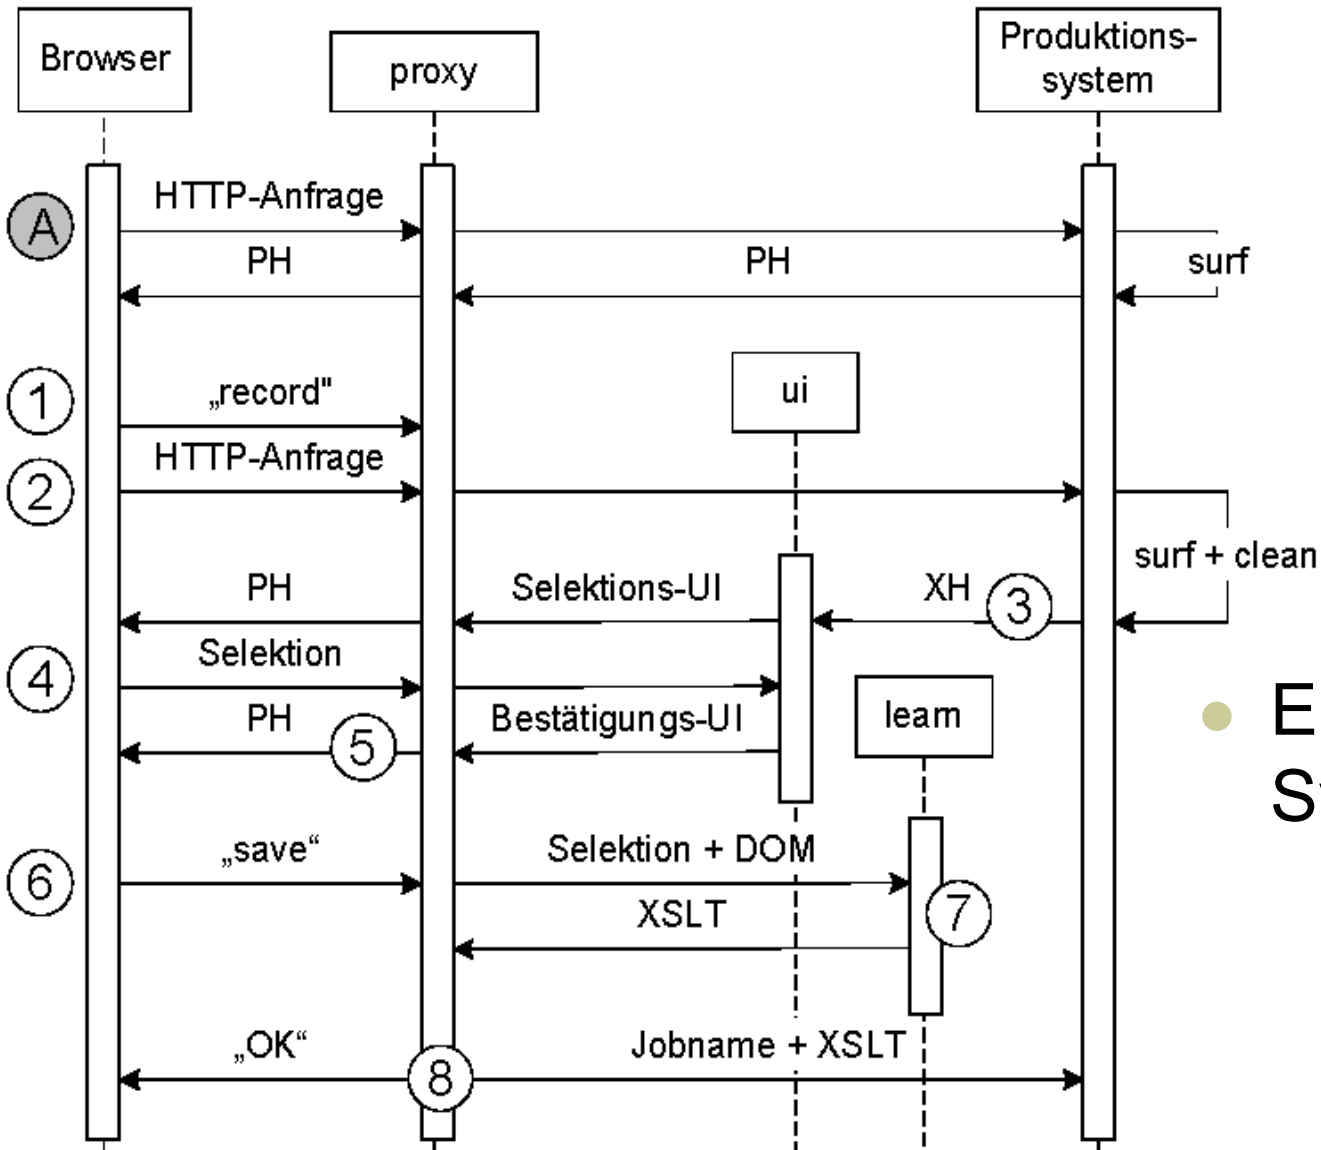 Browser
proxy
Produktions-
system
HTTP-Anfrage
A
PH
PH
surf
ui
1
„record"
HTTP-Anfrage
2
surf + clean
PH
Selektions-UI
XH
3
Selektion
4
PH
5
Bestätigungs-UI
learn
„save“
Selektion + DOM
6
7
XSLT
„OK“
8
Jobname + XSLT